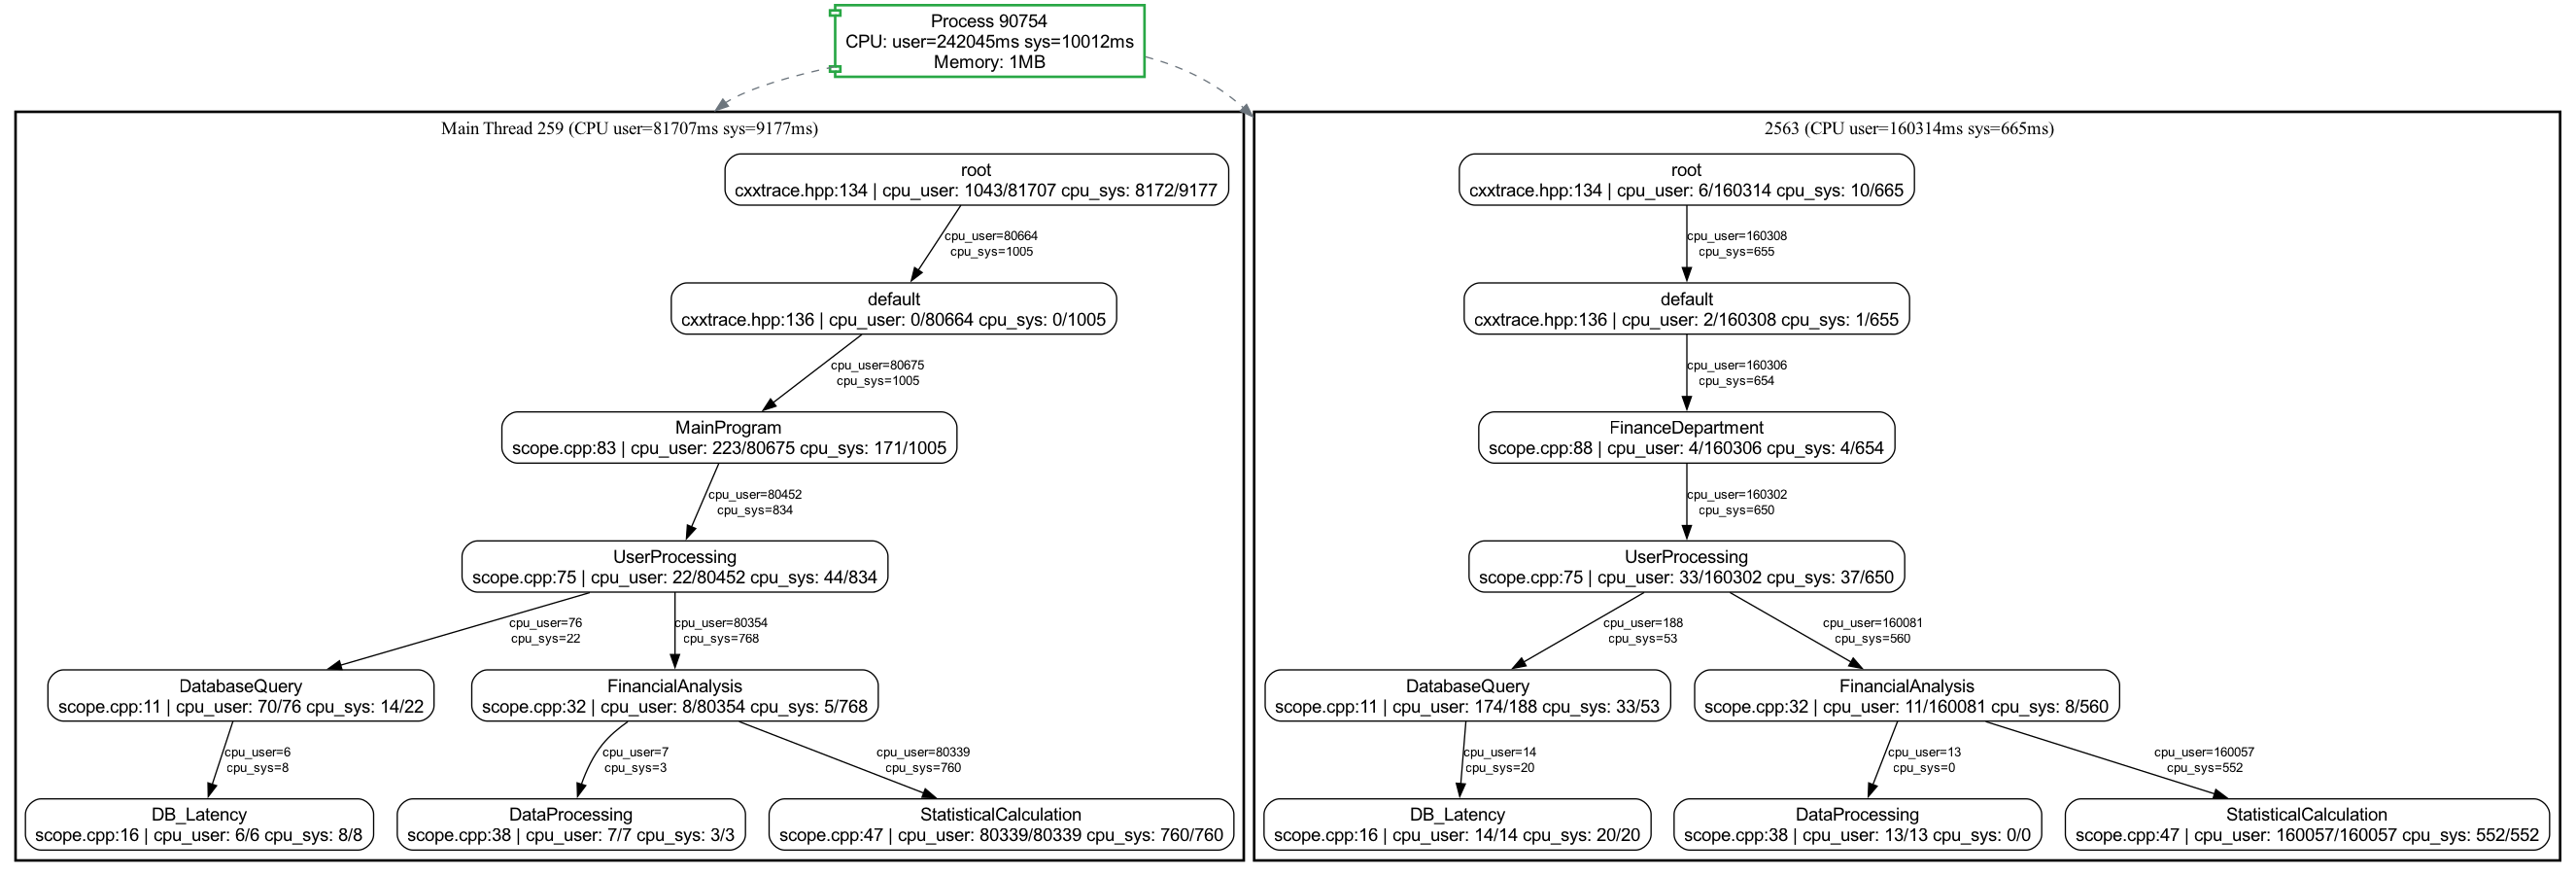 Process 90754
CPU: user=242045ms sys=10012ms
Memory: 1MB
Main Thread 259 (CPU user=81707ms sys=9177ms)
root
cxxtrace.hpp:134 | cpu_user: 1043/81707 cpu_sys: 8172/9177
cpu_user=80664
cpu_sys=1005
default
cxxtrace.hpp:136 | cpu_user: 0/80664 cpu_sys: 0/1005
cpu_user=80675
cpu_sys=1005
MainProgram
scope.cpp:83 | cpu_user: 223/80675 cpu_sys: 171/1005
cpu_user=80452
cpu_sys=834
UserProcessing
scope.cpp:75 | cpu_user: 22/80452 cpu_sys: 44/834
cpu_user=76
cpu_sys=22
cpu_user=80354
cpu_sys=768
DatabaseQuery
scope.cpp:11 | cpu_user: 70/76 cpu_sys: 14/22
FinancialAnalysis
scope.cpp:32 | cpu_user: 8/80354 cpu_sys: 5/768
cpu_user=6
cpu_sys=8
cpu_user=7
cpu_sys=3
cpu_user=80339
cpu_sys=760
DB_Latency
scope.cpp:16 | cpu_user: 6/6 cpu_sys: 8/8
DataProcessing
scope.cpp:38 | cpu_user: 7/7 cpu_sys: 3/3
StatisticalCalculation
scope.cpp:47 | cpu_user: 80339/80339 cpu_sys: 760/760
2563 (CPU user=160314ms sys=665ms)
root
cxxtrace.hpp:134 | cpu_user: 6/160314 cpu_sys: 10/665
cpu_user=160308
cpu_sys=655
default
cxxtrace.hpp:136 | cpu_user: 2/160308 cpu_sys: 1/655
cpu_user=160306
cpu_sys=654
FinanceDepartment
scope.cpp:88 | cpu_user: 4/160306 cpu_sys: 4/654
cpu_user=160302
cpu_sys=650
UserProcessing
scope.cpp:75 | cpu_user: 33/160302 cpu_sys: 37/650
cpu_user=188
cpu_sys=53
cpu_user=160081
cpu_sys=560
DatabaseQuery
scope.cpp:11 | cpu_user: 174/188 cpu_sys: 33/53
FinancialAnalysis
scope.cpp:32 | cpu_user: 11/160081 cpu_sys: 8/560
cpu_user=14
cpu_sys=20
cpu_user=13
cpu_sys=0
cpu_user=160057
cpu_sys=552
DB_Latency
scope.cpp:16 | cpu_user: 14/14 cpu_sys: 20/20
DataProcessing
scope.cpp:38 | cpu_user: 13/13 cpu_sys: 0/0
StatisticalCalculation
scope.cpp:47 | cpu_user: 160057/160057 cpu_sys: 552/552